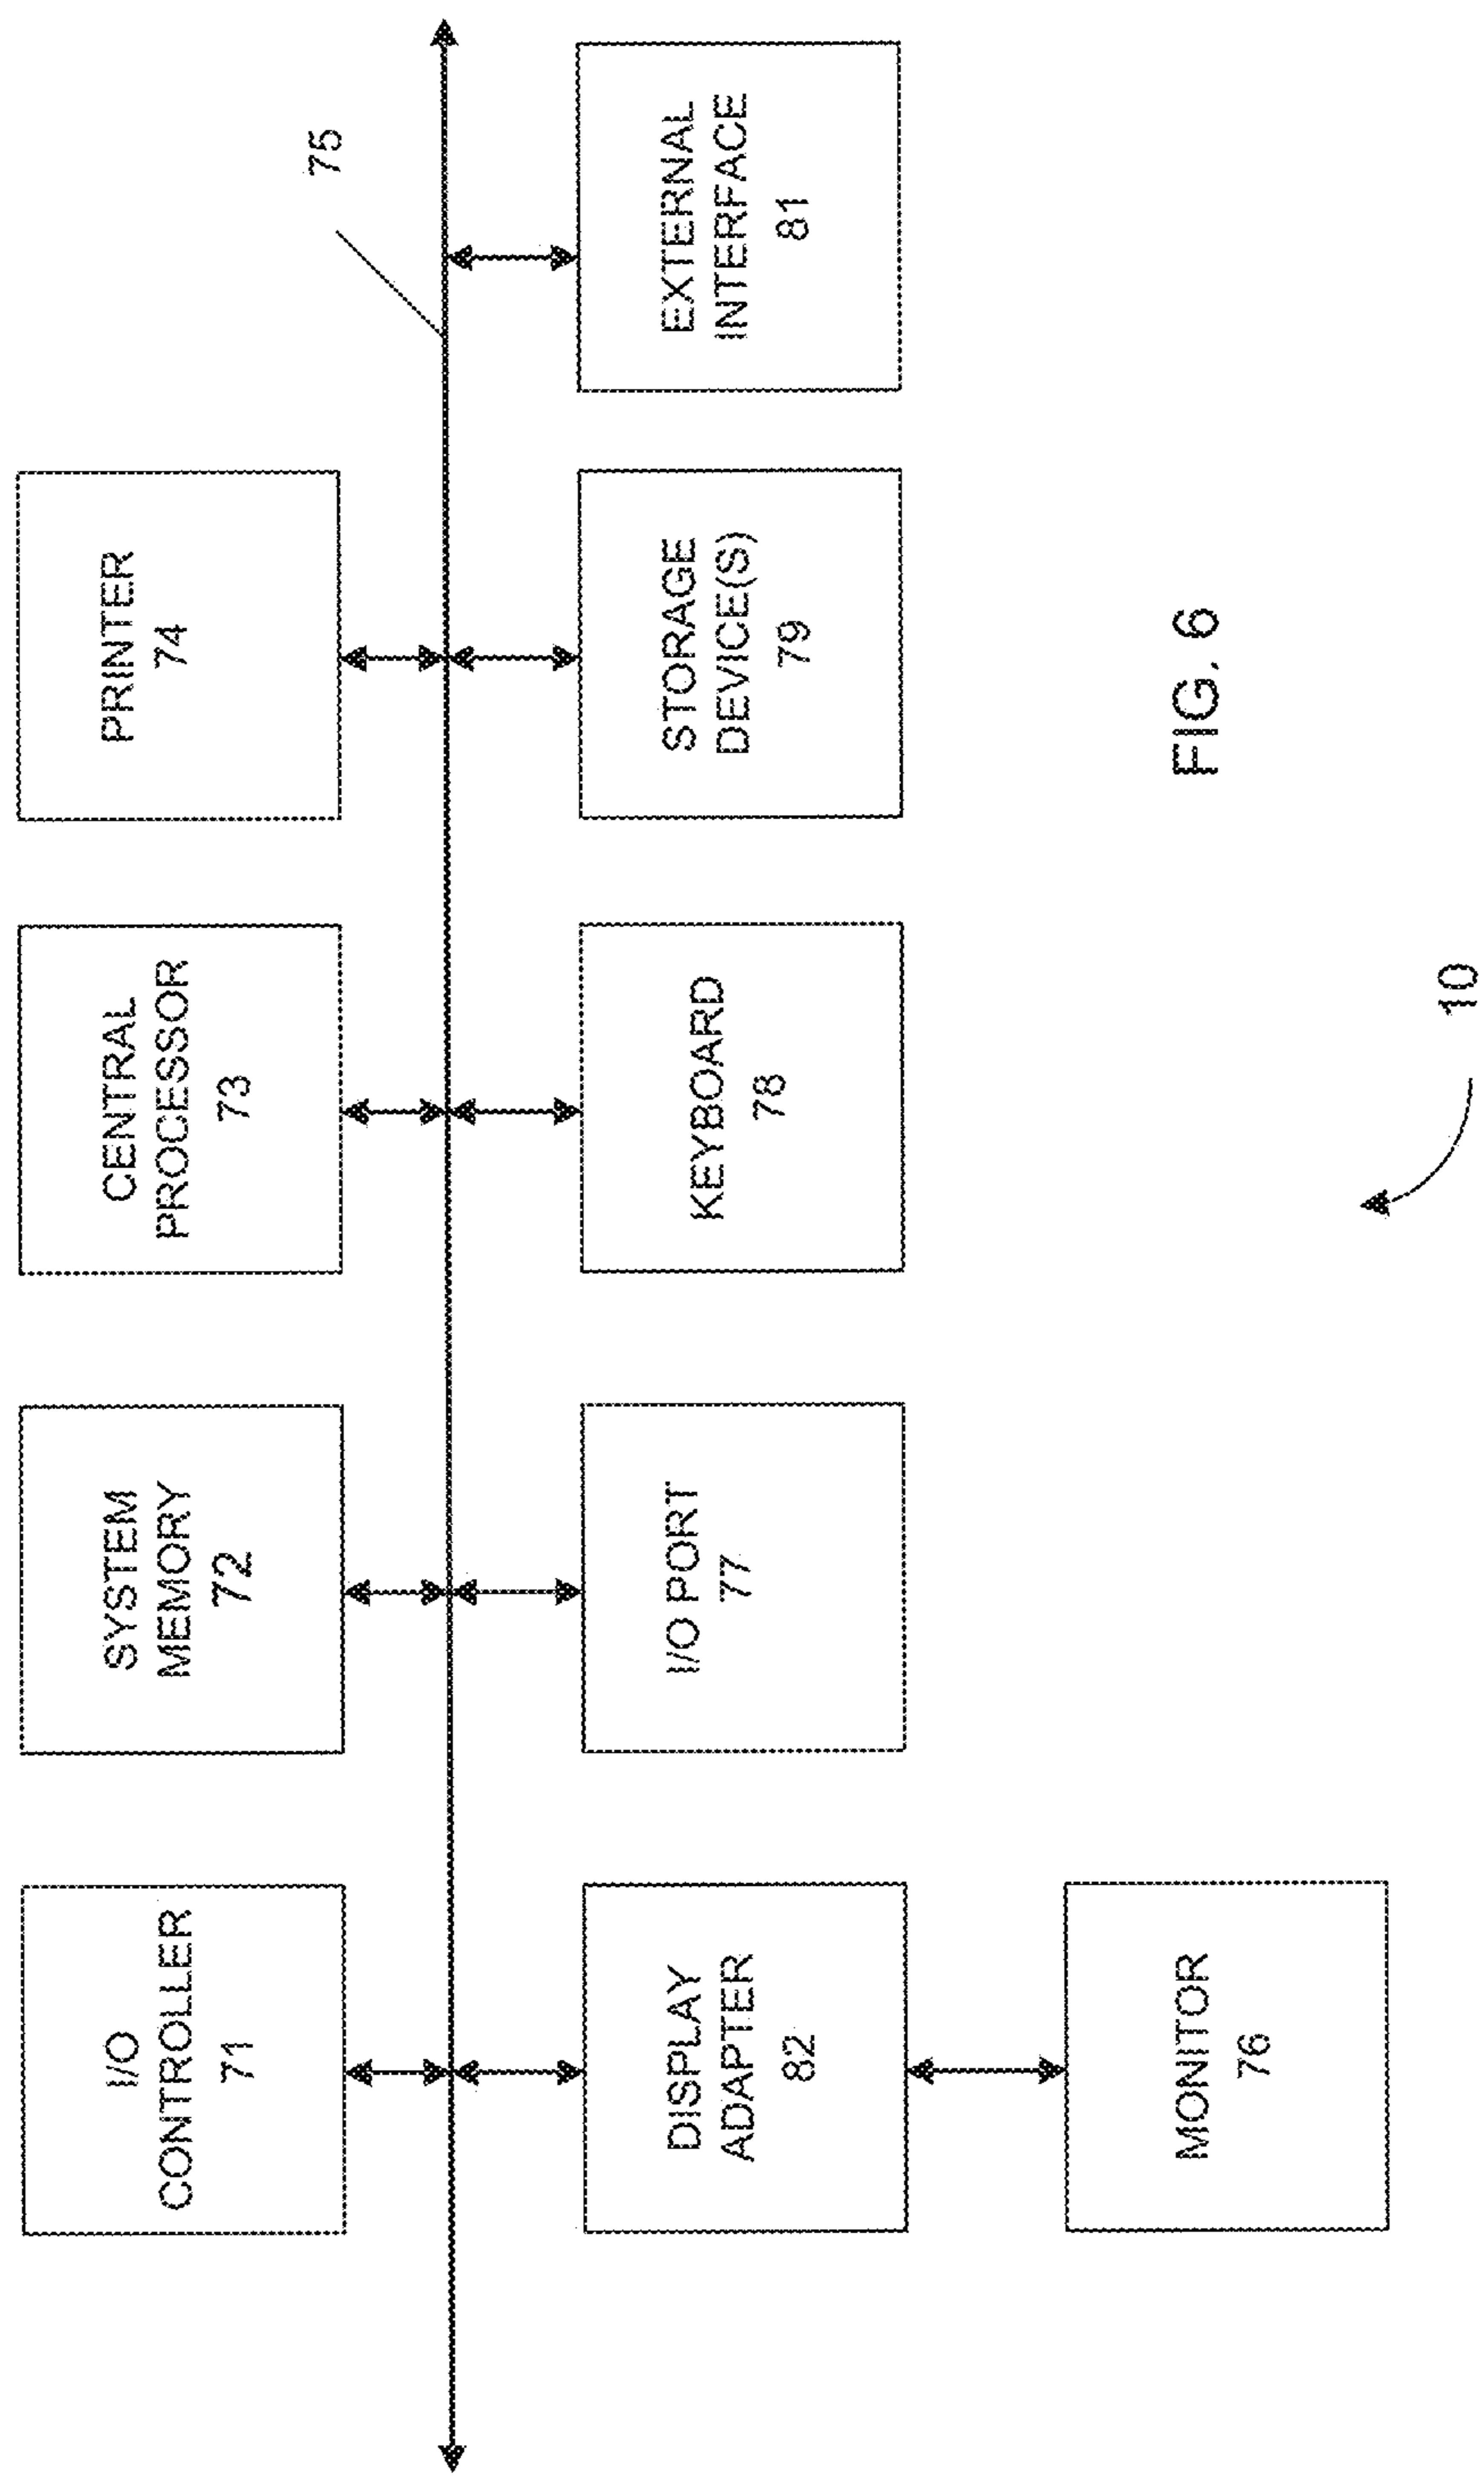 I/O
CONTROLLER
71
SYSTEM
MEMORY
72
CENTRAL
PROCESSOR
73
PRINTER
74
75
DISPLAY
ADAPTER
82
I/O PORT
77
KEYBOARD
78
STORAGE
DEVICE(S)
79
EXTERNAL
INTERFACE
81
MONITOR
76
FIG. 6
10